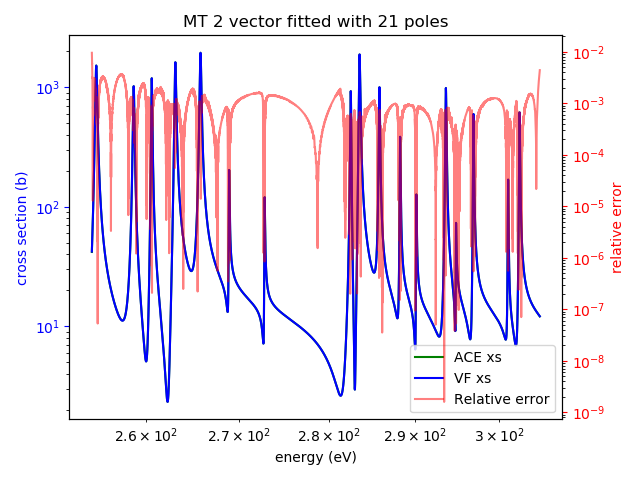 MT 2 vector fitted with 21 poles
cross section (b)
10³
10²
10¹
10⁻²
10⁻³
10⁻⁴
10⁻⁵
10⁻⁶
10⁻⁷
10⁻⁸
10⁻⁹
relative error
ACE xs
VF xs
Relative error
2.6 × 10² 2.7 × 10² 2.8 × 10² 2.9 × 10² 3 × 10²
energy (eV)